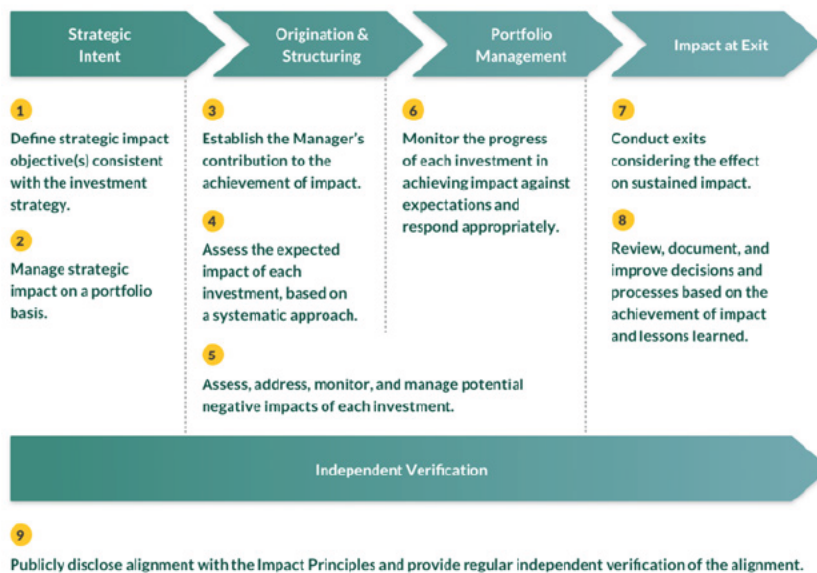 Strategic
Intent
Origination &
Structuring
Portfolio
Management
Impact at Exit
1
Define strategic impact
objective(s) consistent
with the investment
strategy.
2
Manage strategic
impact on a portfolio
basis.
3
Establish the Manager's
contribution to the
achievement of impact.
4
Assess the expected
impact of each
investment, based on
a systematic approach.
5
Assess, address, monitor, and manage potential
negative impacts of each investment.
6
Monitor the progress
of each investment in
achieving impact against
expectations and
respond appropriately.
7
Conduct exits
considering the effect
on sustained impact.
8
Review, document, and
improve decisions and
processes based on the
achievement of impact
and lessons learned.
Independent Verification
9
Publicly disclose alignment with the Impact Principles and provide regular independent verification of the alignment.